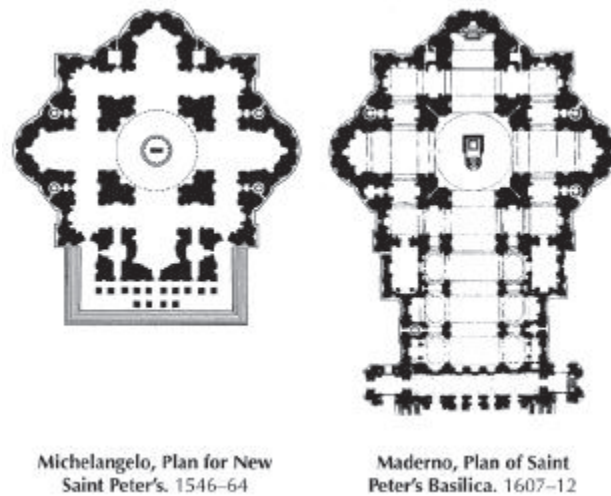 Michelangelo, Plan for New
Saint Peter's. 1546–64
Maderno, Plan of Saint
Peter's Basilica. 1607–12